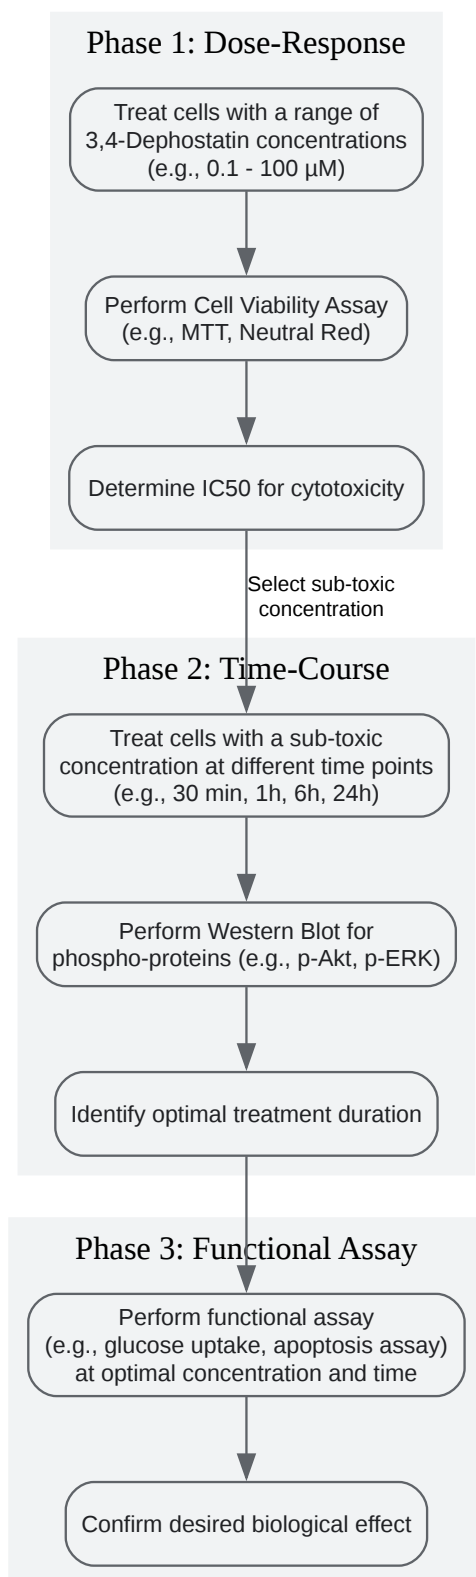 Phase 1: Dose-Response
Treat cells with a range of
3,4-Dephostatin concentrations
(e.g., 0.1 - 100 µM)
Perform Cell Viability Assay
(e.g., MTT, Neutral Red)
Determine IC50 for cytotoxicity
Select sub-toxic
concentration
Phase 2: Time-Course
Treat cells with a sub-toxic
concentration at different time points
(e.g., 30 min, 1h, 6h, 24h)
Perform Western Blot for
phospho-proteins (e.g., p-Akt, p-ERK)
Identify optimal treatment duration
Phase 3: Functional Assay
Perform functional assay
(e.g., glucose uptake, apoptosis assay)
at optimal concentration and time
Confirm desired biological effect